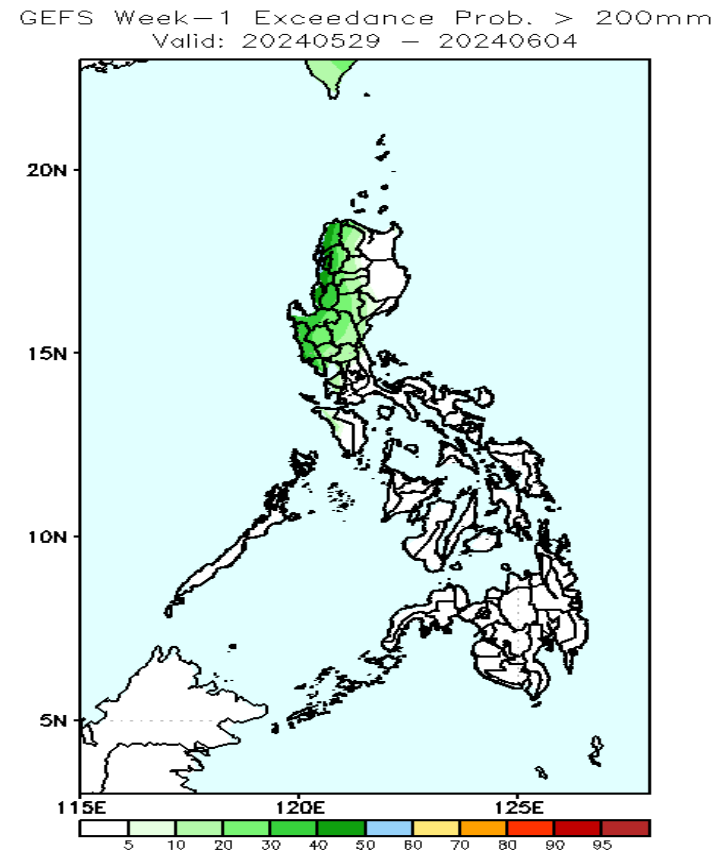 GEFS Week-1 Exceedance Prob. > 200mm
Valid: 20240529 - 20240604
20N
15N
10N
5N
115E 120E 125E
5 10 20 30 40 50 60 70 80 90 95